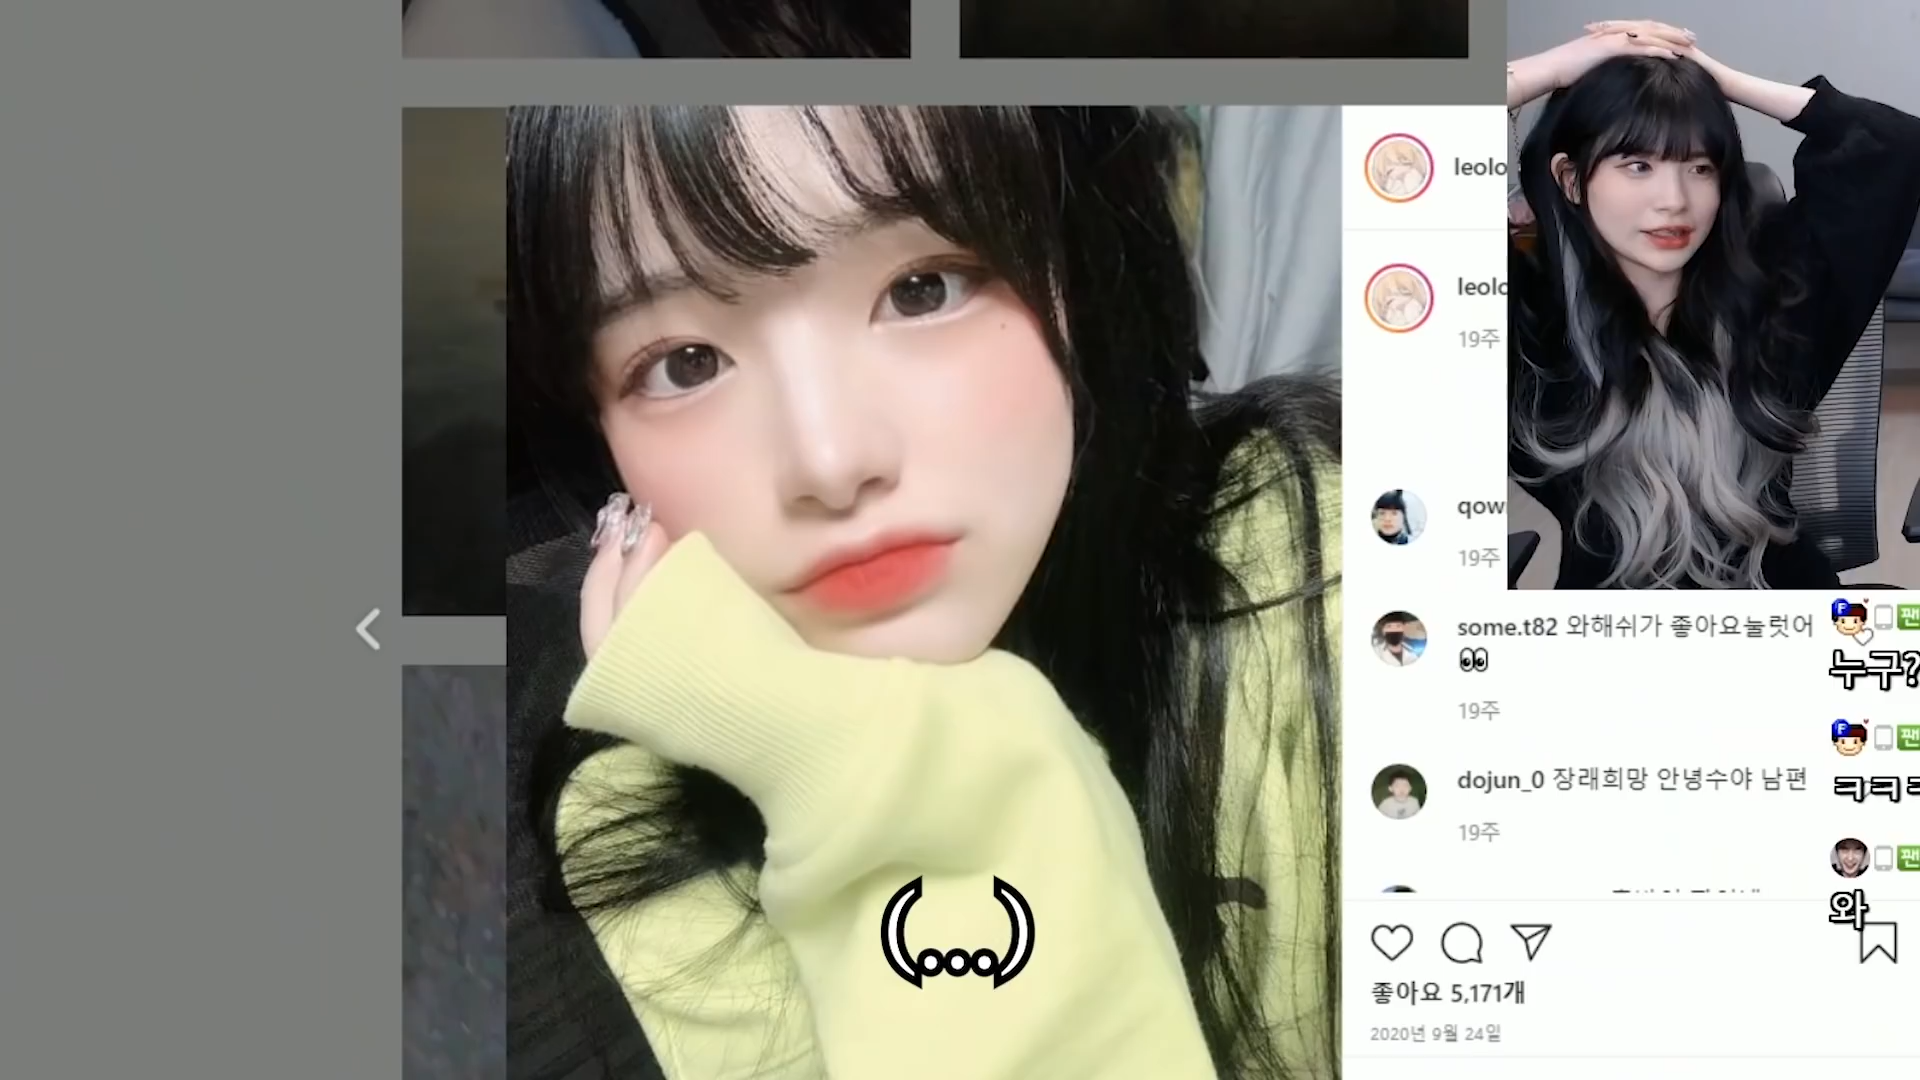 leolo
leolo
19주
qow
19주
some.t82 와해쉬가 좋아요눌럿어
👀
19주
dojun_0 장래희망 안녕수야 남편
19주
좋아요 5,171개
2020년 9월 24일
누구?
ㅋㅋㅋ
와
(...)